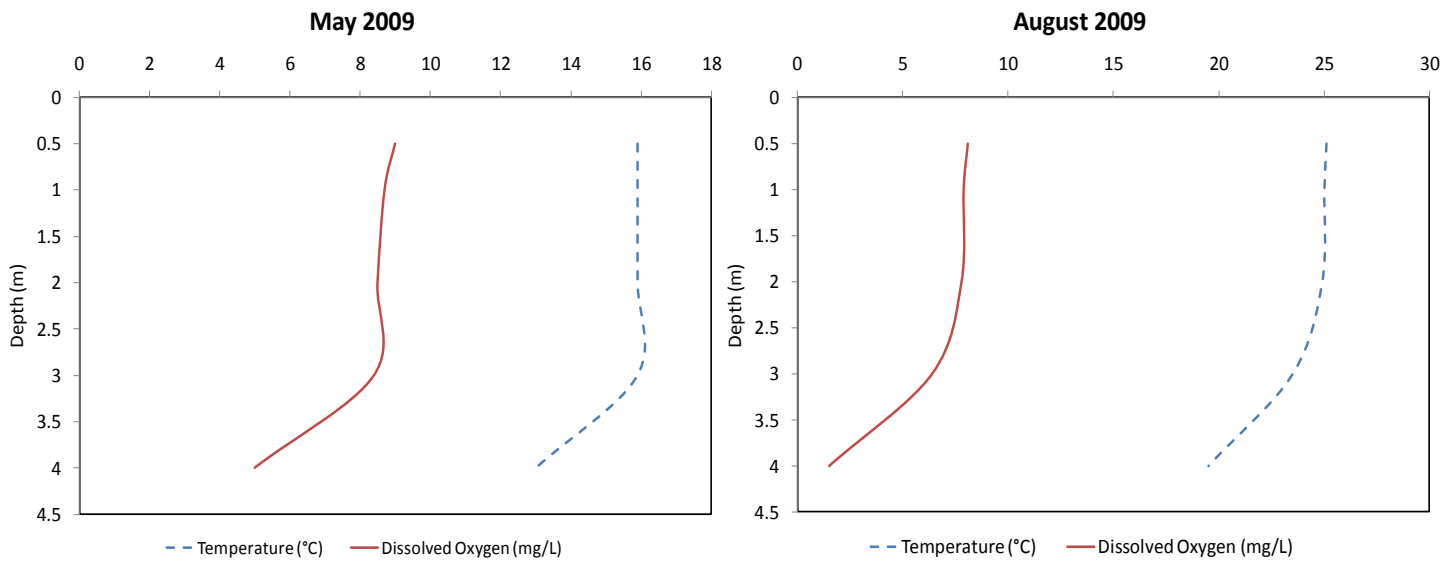 May 2009
0 2 4 6 8 10 12 14 16 18
0
0.5
1
1.5
2
2.5
3
3.5
4
4.5
Depth (m)
Temperature (°C) Dissolved Oxygen (mg/L)
August 2009
0 5 10 15 20 25 30
0
0.5
1
1.5
2
2.5
3
3.5
4
4.5
Depth (m)
Temperature (°C) Dissolved Oxygen (mg/L)